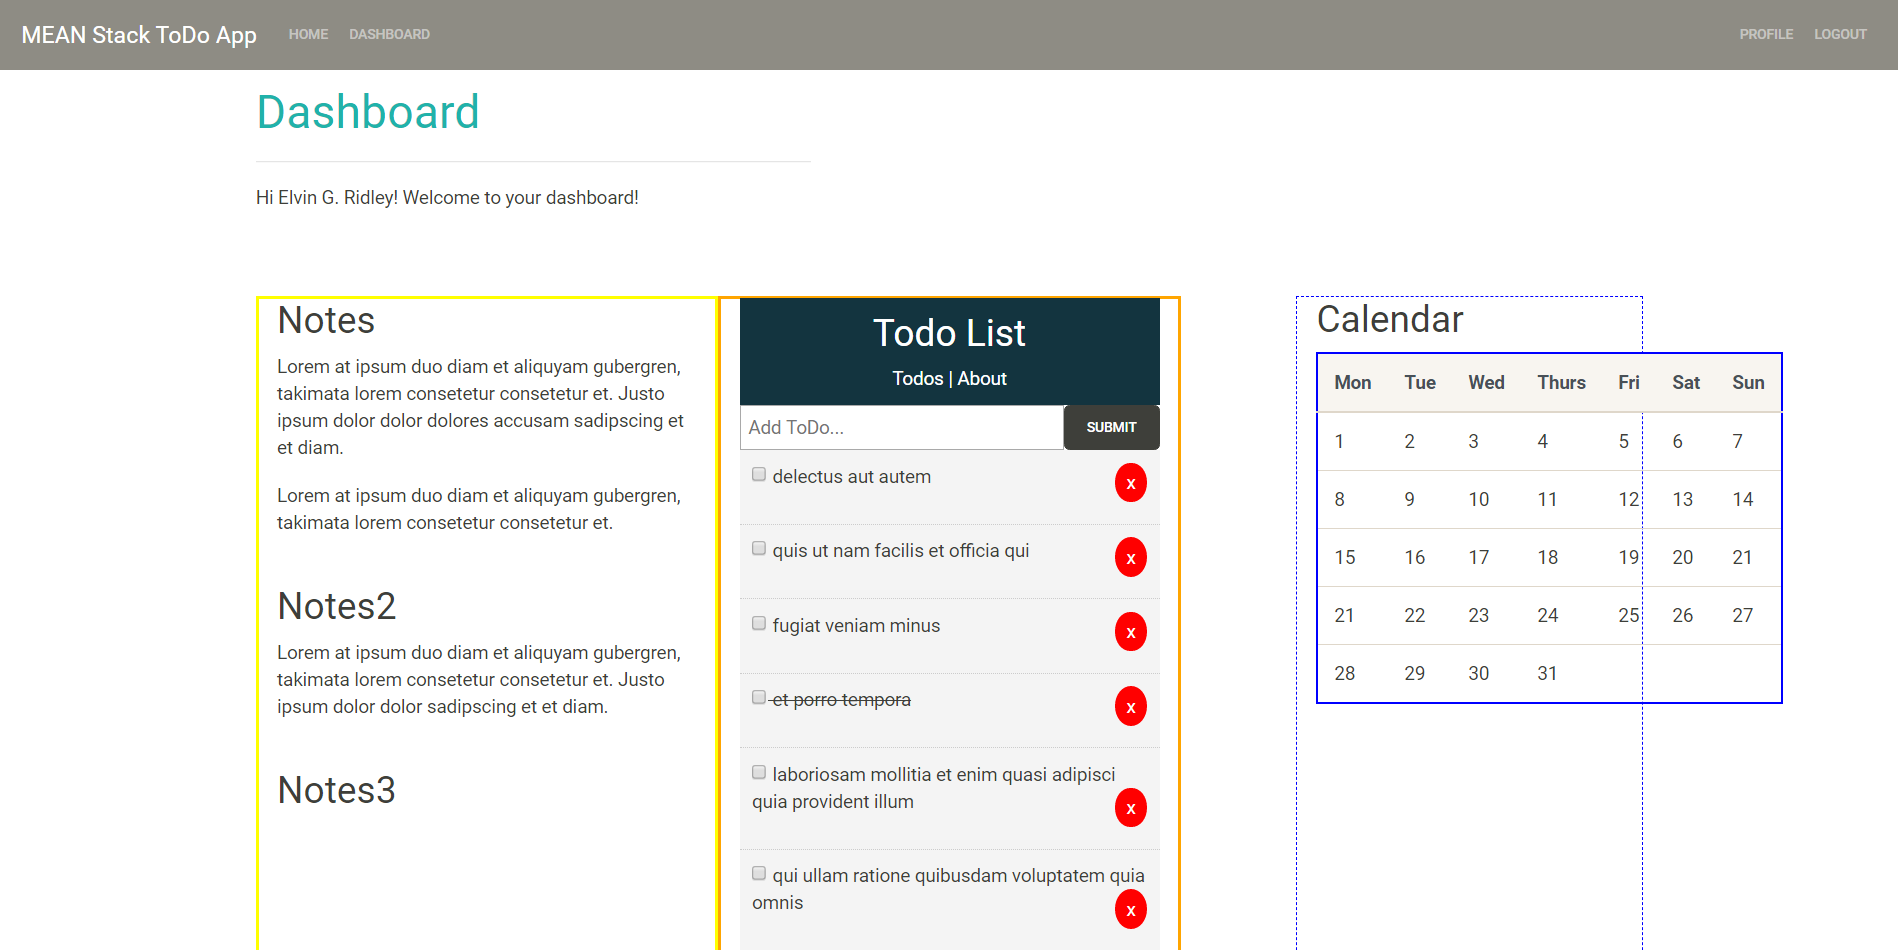 MEAN Stack ToDo App HOME DASHBOARD PROFILE LOGOUT
Dashboard
Hi Elvin G. Ridley! Welcome to your dashboard!
Notes
Lorem at ipsum duo diam et aliquyam gubergren,
takimata lorem consetetur consetetur et. Justo
ipsum dolor dolor dolores accusam sadipscing et
et diam.
Lorem at ipsum duo diam et aliquyam gubergren,
takimata lorem consetetur consetetur et.
Notes2
Lorem at ipsum duo diam et aliquyam gubergren,
takimata lorem consetetur consetetur et. Justo
ipsum dolor dolor sadipscing et et diam.
Notes3
Todo List
Todos | About
Add ToDo... SUBMIT
delectus aut autem x
quis ut nam facilis et officia qui x
fugiat veniam minus x
et porro tempora x
laboriosam mollitia et enim quasi adipisci
quia provident illum x
qui ullam ratione quibusdam voluptatem quia
omnis x
Calendar
Mon Tue Wed Thurs Fri Sat Sun
1 2 3 4 5 6 7
8 9 10 11 12 13 14
15 16 17 18 19 20 21
21 22 23 24 25 26 27
28 29 30 31